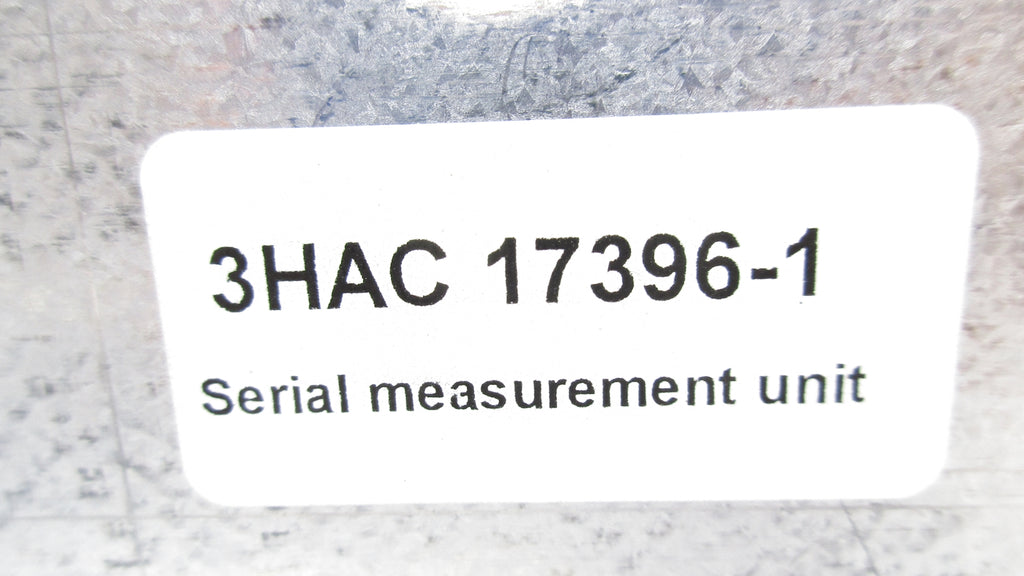 3HAC 17396-1
Serial measurement unit